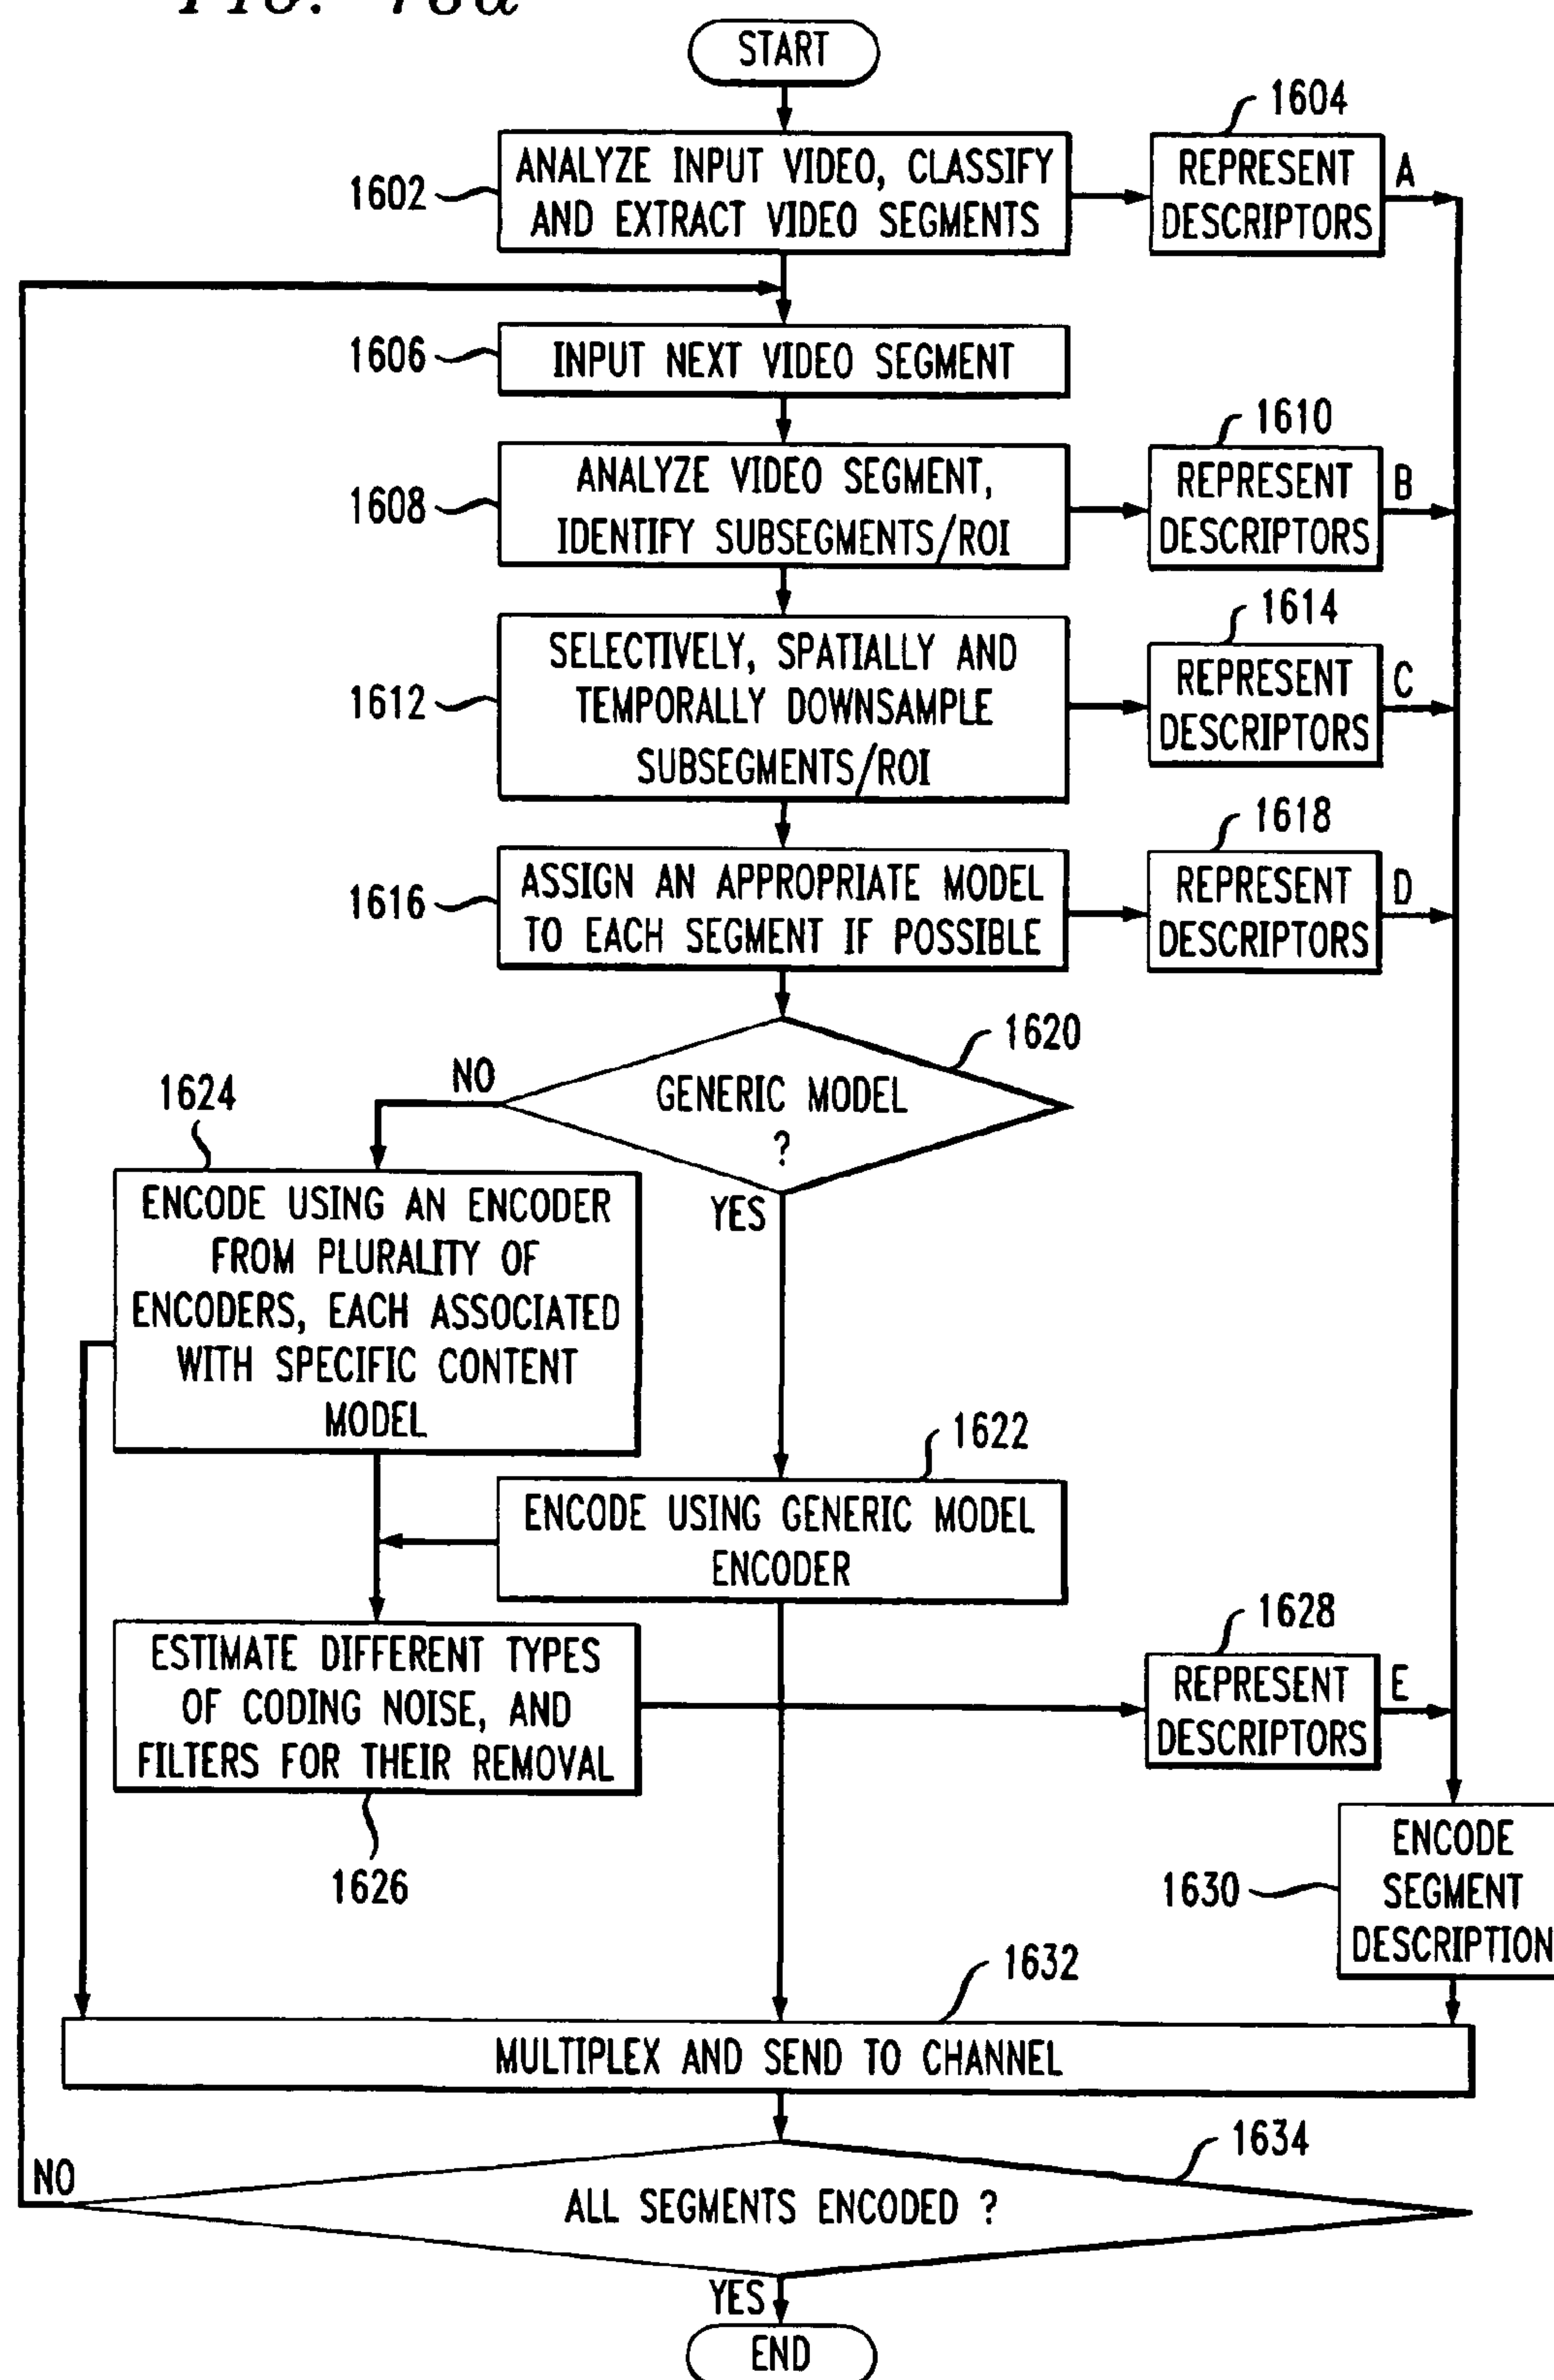 START
1604
ANALYZE INPUT VIDEO, CLASSIFY
AND EXTRACT VIDEO SEGMENTS
1602
REPRESENT
DESCRIPTORS
A
1606
INPUT NEXT VIDEO SEGMENT
1610
1608
ANALYZE VIDEO SEGMENT,
IDENTIFY SUBSEGMENTS/ROI
REPRESENT
DESCRIPTORS
B
1614
1612
SELECTIVELY, SPATIALLY AND
TEMPORALLY DOWNSAMPLE
SUBSEGMENTS/ROI
REPRESENT
DESCRIPTORS
C
1618
1616
ASSIGN AN APPROPRIATE MODEL
TO EACH SEGMENT IF POSSIBLE
REPRESENT
DESCRIPTORS
D
1620
GENERIC MODEL
?
NO
YES
1624
ENCODE USING AN ENCODER
FROM PLURALITY OF
ENCODERS, EACH ASSOCIATED
WITH SPECIFIC CONTENT
MODEL
1622
ENCODE USING GENERIC MODEL
ENCODER
ESTIMATE DIFFERENT TYPES
OF CODING NOISE, AND
FILTERS FOR THEIR REMOVAL
1626
1628
REPRESENT
DESCRIPTORS
E
1630
ENCODE
SEGMENT
DESCRIPTION
1632
MULTIPLEX AND SEND TO CHANNEL
1634
ALL SEGMENTS ENCODED ?
NO
YES
END